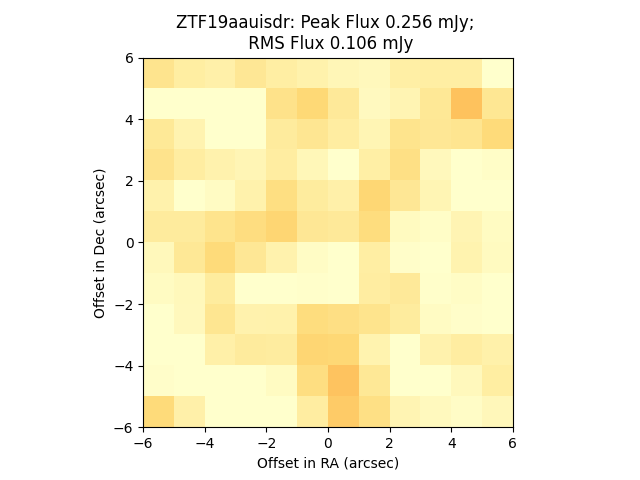 ZTF19aauisdr: Peak Flux 0.256 mJy;
RMS Flux 0.106 mJy
6
4
2
0
−2
−4
−6
Offset in Dec (arcsec)
−6 −4 −2 0 2 4 6
Offset in RA (arcsec)